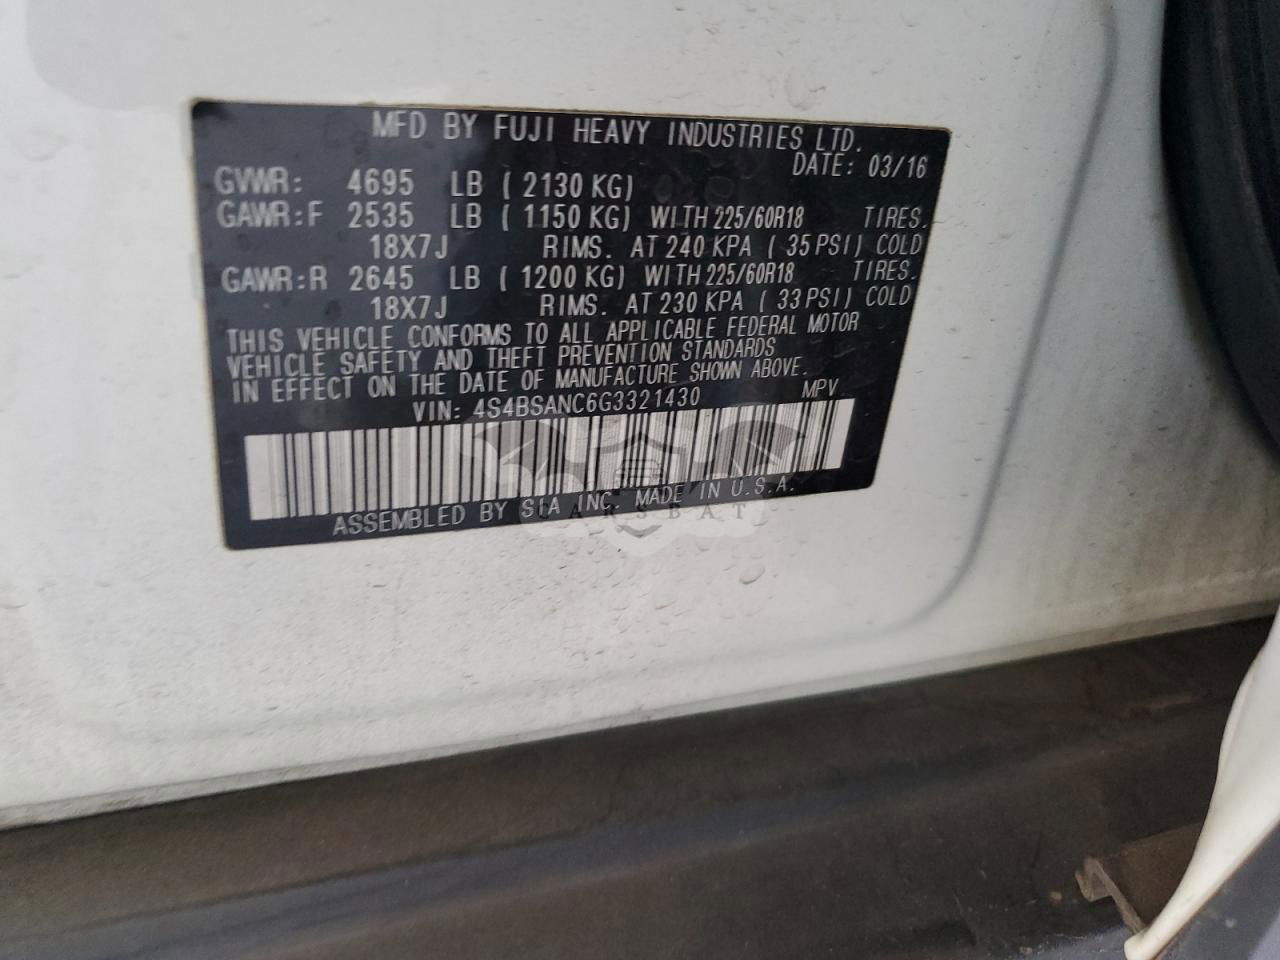 MFD BY FUJI HEAVY INDUSTRIES LTD.
DATE: 03/16
GVWR: 4695 LB ( 2130 KG)
GAWR:F 2535 LB ( 1150 KG) WITH 225/60R18 TIRES.
18X7J RIMS. AT 240 KPA ( 35 PSI) COLD
GAWR:R 2645 LB ( 1200 KG) WITH 225/60R18 TIRES.
18X7J RIMS. AT 230 KPA ( 33 PSI) COLD
THIS VEHICLE CONFORMS TO ALL APPLICABLE FEDERAL MOTOR
VEHICLE SAFETY AND THEFT PREVENTION STANDARDS
IN EFFECT ON THE DATE OF MANUFACTURE SHOWN ABOVE.
VIN: 4S4BSANC6G3321430 MPV
ASSEMBLED BY SIA INC. MADE IN U.S.A.
CARSBAT